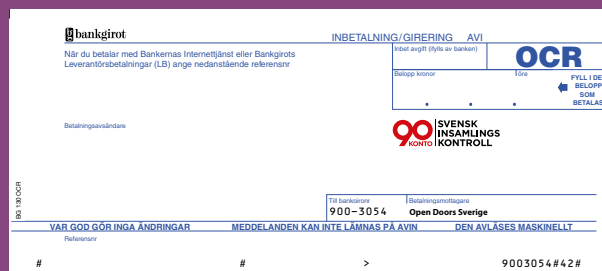 bankgirot
INBETALNING/GIRERING AVI
När du betalar med Bankernas Internettjänst eller Bankgirots
Leverantörsbetalningar (LB) ange nedanstående referensnr
Inbet avgift (ifylls av banken)
OCR
Belopp kronor
öre
FYLL I DE
BELOPP
SOM
BETALAS
Betalningsavsändare
90
KONTO
SVENSK
INSAMLINGS
KONTROLL
BG 130 OCR
Till bankgironr
Betalningsmottagare
900-3054
Open Doors Sverige
VAR GOD GÖR INGA ÄNDRINGAR
MEDDELANDEN KAN INTE LÄMNAS PÅ AVIN
DEN AVLÄSES MASKINELLT
Referensnr
# # > 9003054#42#